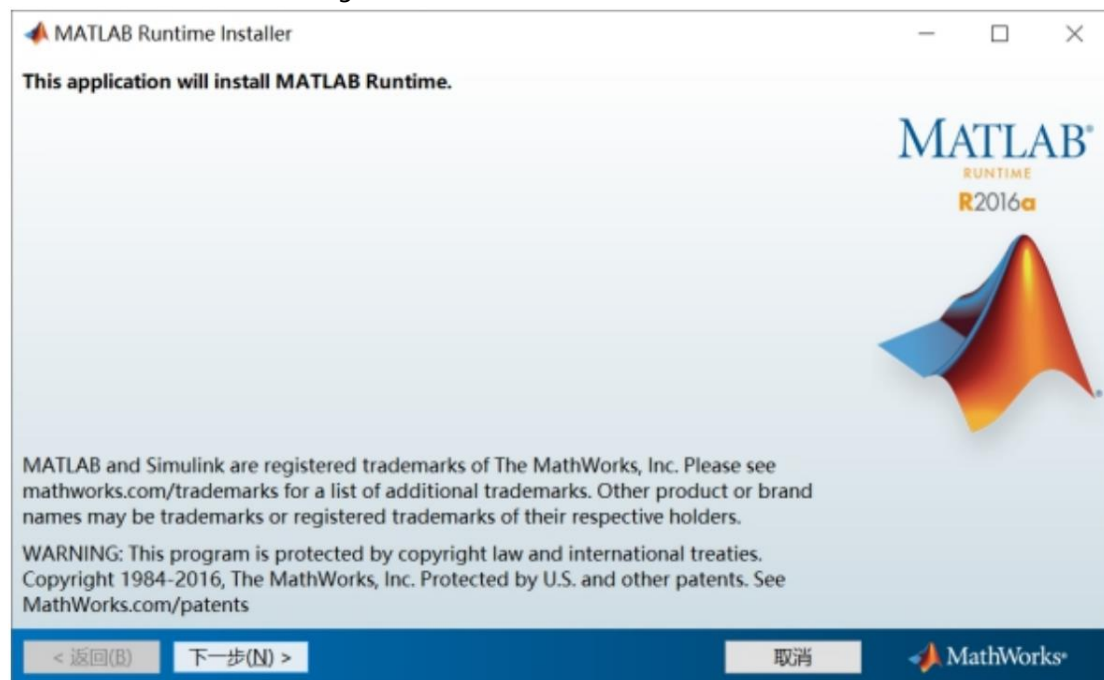 MATLAB Runtime Installer
This application will install MATLAB Runtime.
MATLAB®
RUNTIME
R2016a
MATLAB and Simulink are registered trademarks of The MathWorks, Inc. Please see
mathworks.com/trademarks for a list of additional trademarks. Other product or brand
names may be trademarks or registered trademarks of their respective holders.
WARNING: This program is protected by copyright law and international treaties.
Copyright 1984-2016, The MathWorks, Inc. Protected by U.S. and other patents. See
MathWorks.com/patents
< 返回(B) 下一步(N) > 取消 MathWorks®